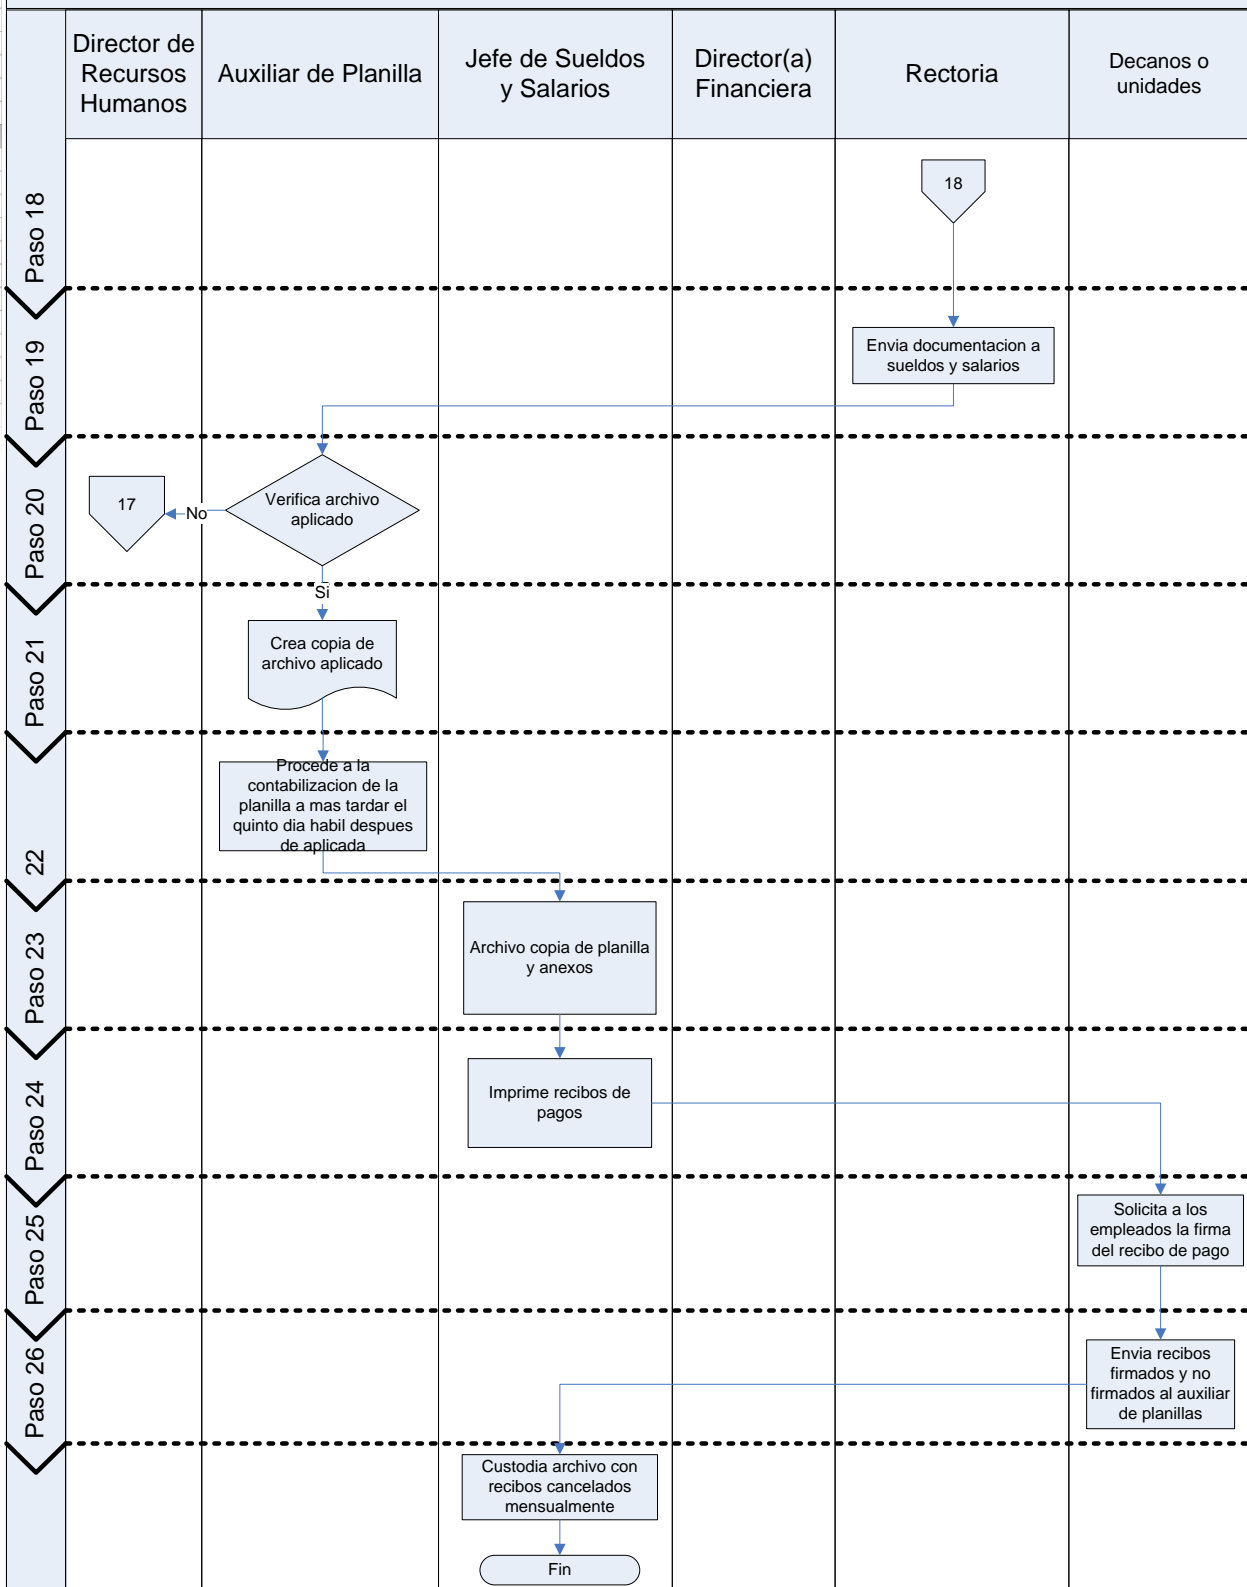 Director de
Recursos
Humanos
Auxiliar de Planilla
Jefe de Sueldos
y Salarios
Director(a)
Financiera
Rectoria
Decanos o
unidades
Paso 18
18
Paso 19
Envia documentacion a
sueldos y salarios
Paso 20
17
No
Verifica archivo
aplicado
Si
Paso 21
Crea copia de
archivo aplicado
22
Procede a la
contabilizacion de la
planilla a mas tardar el
quinto dia habil despues
de aplicada
Paso 23
Archivo copia de planilla
y anexos
Paso 24
Imprime recibos de
pagos
Paso 25
Solicita a los
empleados la firma
del recibo de pago
Paso 26
Envia recibos
firmados y no
firmados al auxiliar
de planillas
Custodia archivo con
recibos cancelados
mensualmente
Fin